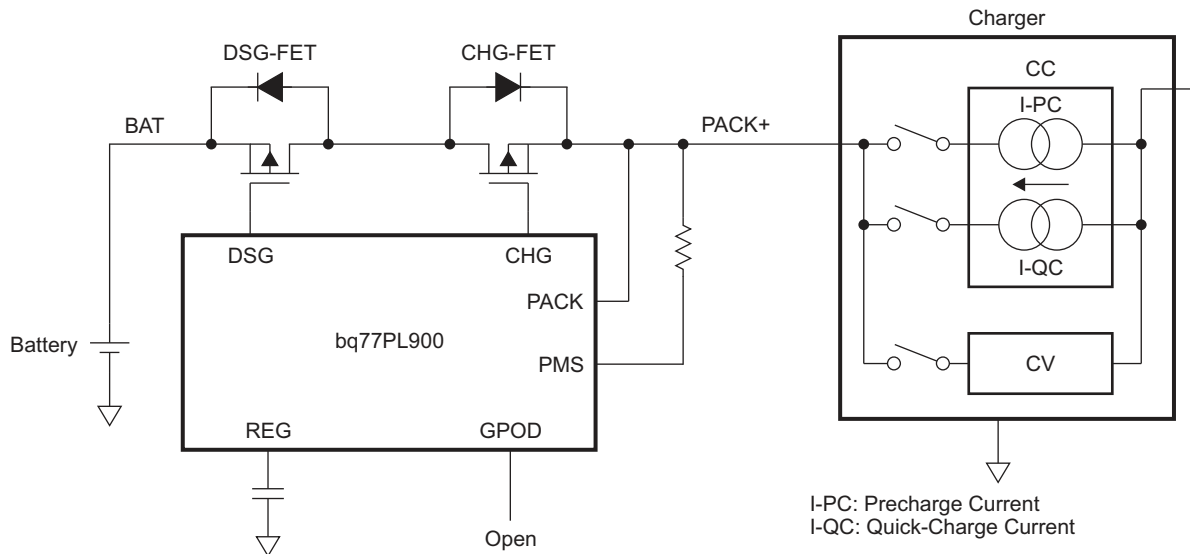 Charger
DSG-FET
CHG-FET
CC
I-PC
BAT
PACK+
I-QC
DSG
CHG
PACK
bq77PL900
Battery
PMS
CV
REG
GPOD
Open
I-PC: Precharge Current
I-QC: Quick-Charge Current